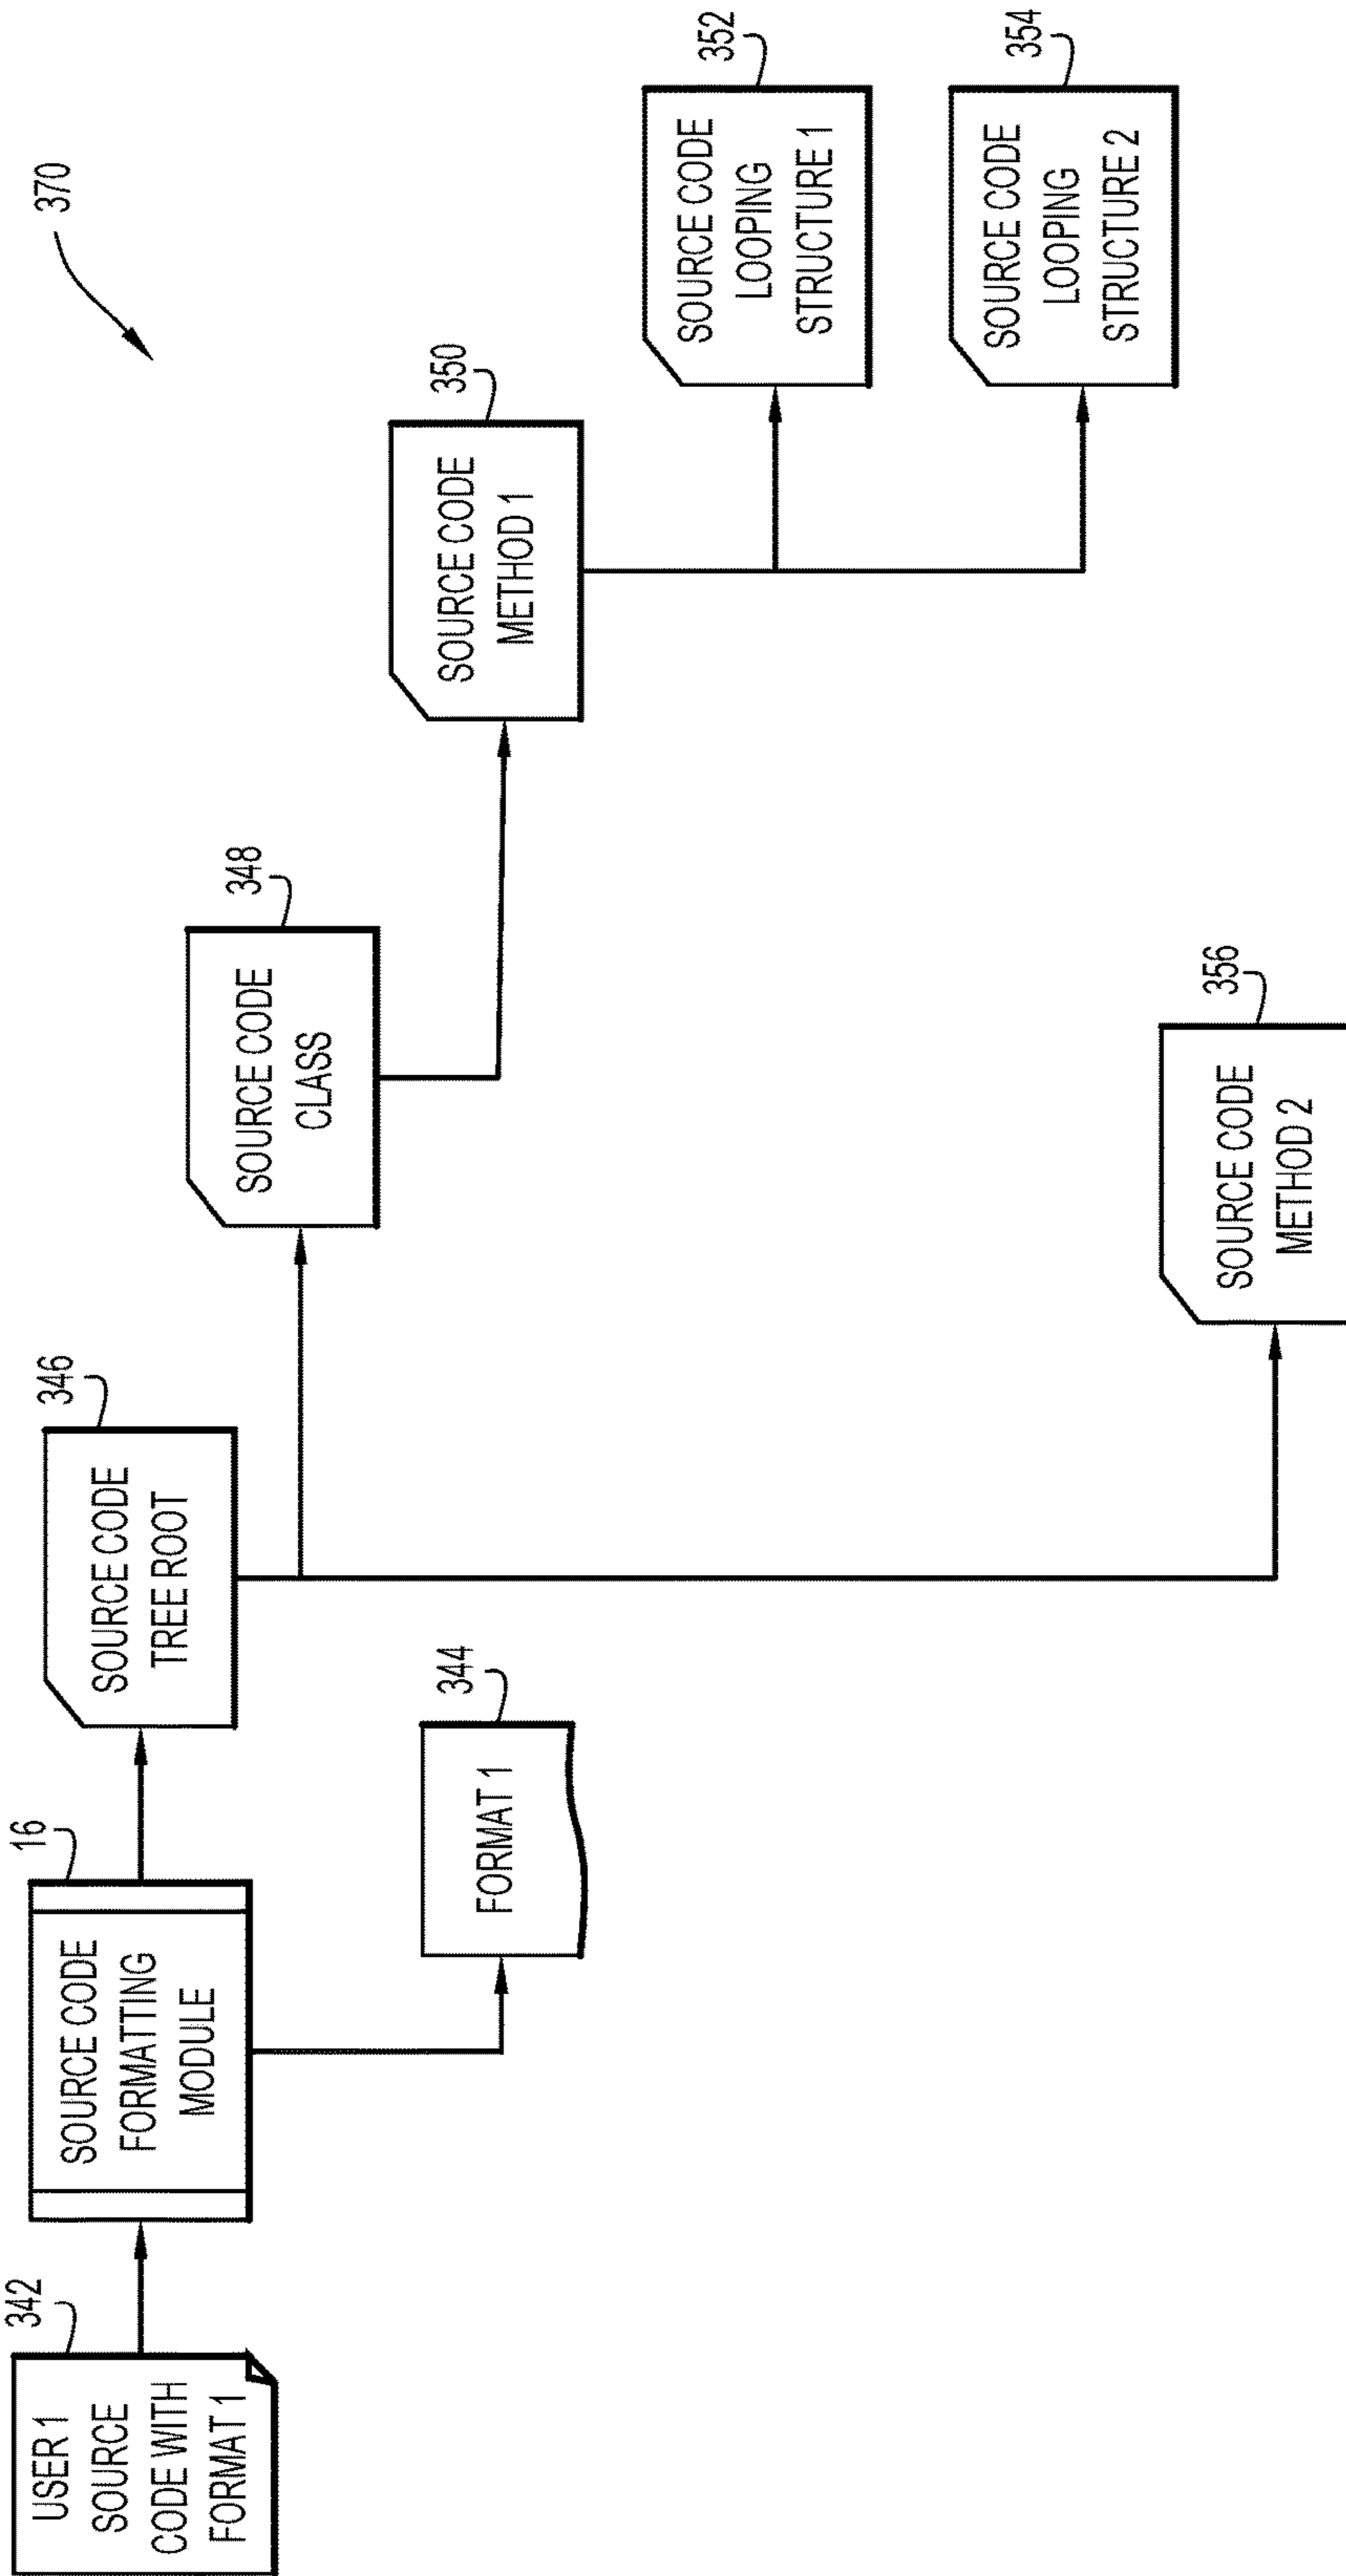 370
USER 1
SOURCE
CODE WITH
FORMAT 1
342
SOURCE CODE
FORMATTING
MODULE
16
FORMAT 1
344
SOURCE CODE
TREE ROOT
346
SOURCE CODE
CLASS
348
SOURCE CODE
METHOD 1
350
SOURCE CODE
LOOPING
STRUCTURE 1
352
SOURCE CODE
LOOPING
STRUCTURE 2
354
SOURCE CODE
METHOD 2
356